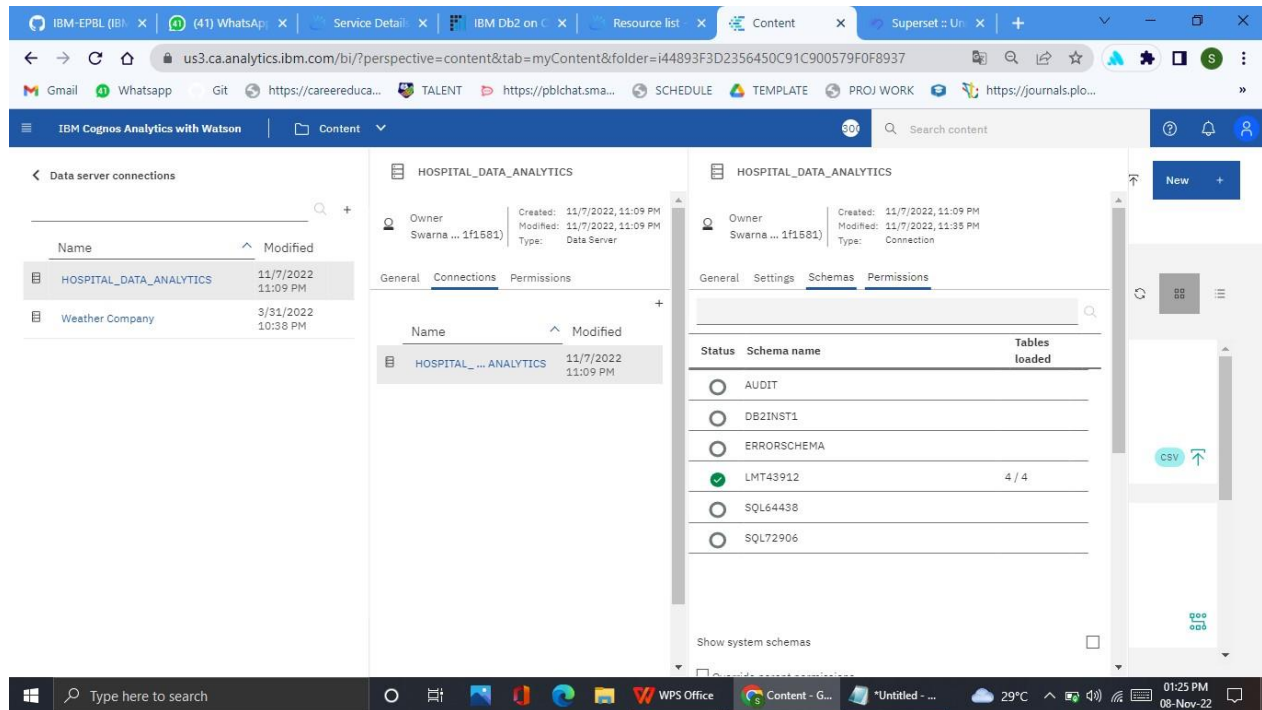 IBM-EPBL (IBM
(41) WhatsApp
Service Details
IBM Db2 on C
Resource list -
Content
Superset :: Un
us3.ca.analytics.ibm.com/bi/?perspective=content&tab=myContent&folder=i44893F3D2356450C91C900579F0F8937
S
Gmail
Whatsapp
Git
https://careereduca...
TALENT
https://pblchat.sma...
SCHEDULE
TEMPLATE
PROJ WORK
https://journals.plo...
»
IBM Cognos Analytics with Watson
Content
Search content
Data server connections
Name Modified
HOSPITAL_DATA_ANALYTICS 11/7/2022
11:09 PM
Weather Company 3/31/2022
10:38 PM
HOSPITAL_DATA_ANALYTICS
Owner
Swarna ... 1f1581)
Created: 11/7/2022, 11:09 PM
Modified: 11/7/2022, 11:09 PM
Type: Data Server
General Connections Permissions
+
Name Modified
HOSPITAL_ ... ANALYTICS 11/7/2022
11:09 PM
HOSPITAL_DATA_ANALYTICS
Owner
Swarna ... 1f1581)
Created: 11/7/2022, 11:09 PM
Modified: 11/7/2022, 11:35 PM
Type: Connection
General Settings Schemas Permissions
Status Schema name Tables
loaded
AUDIT
DB2INST1
ERRORSCHEMA
LMT43912 4 / 4
SQL64438
SQL72906
Show system schemas
Override parent permissions
New +
CSV
Type here to search
WPS Office
Content - G...
*Untitled - ...
29°C
01:25 PM
08-Nov-22